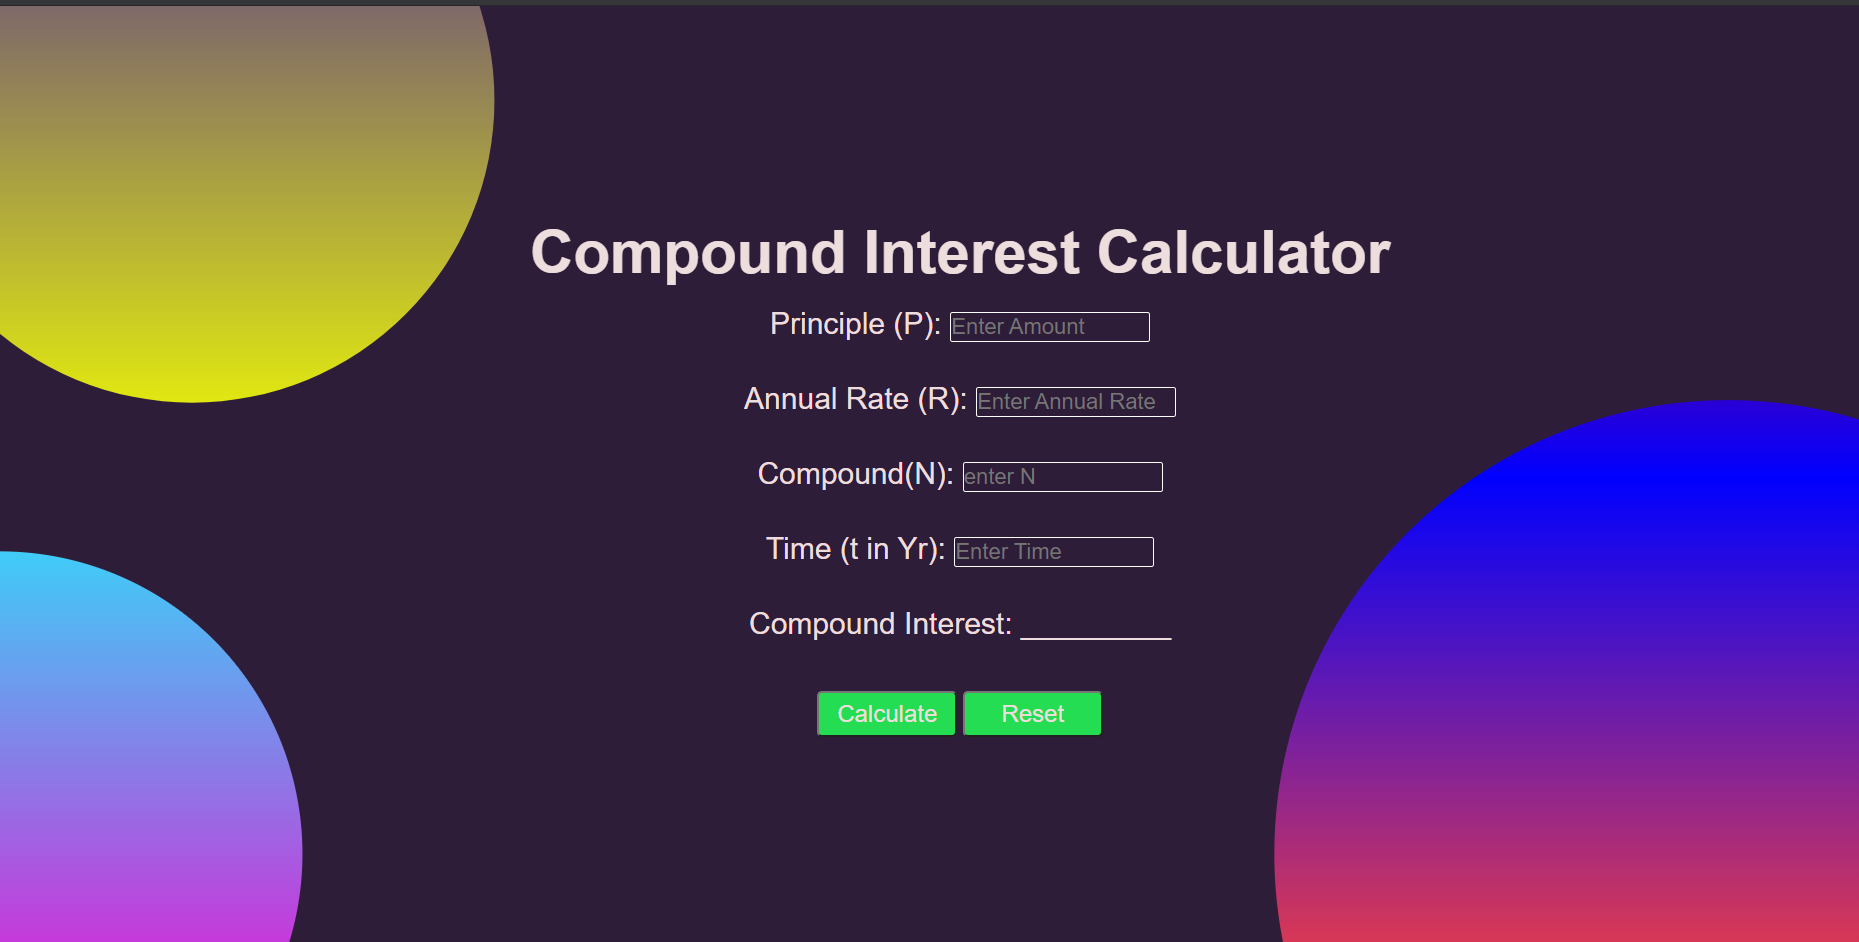 Compound Interest Calculator
Principle (P): Enter Amount
Annual Rate (R): Enter Annual Rate
Compound(N): enter N
Time (t in Yr): Enter Time
Compound Interest:
Calculate Reset